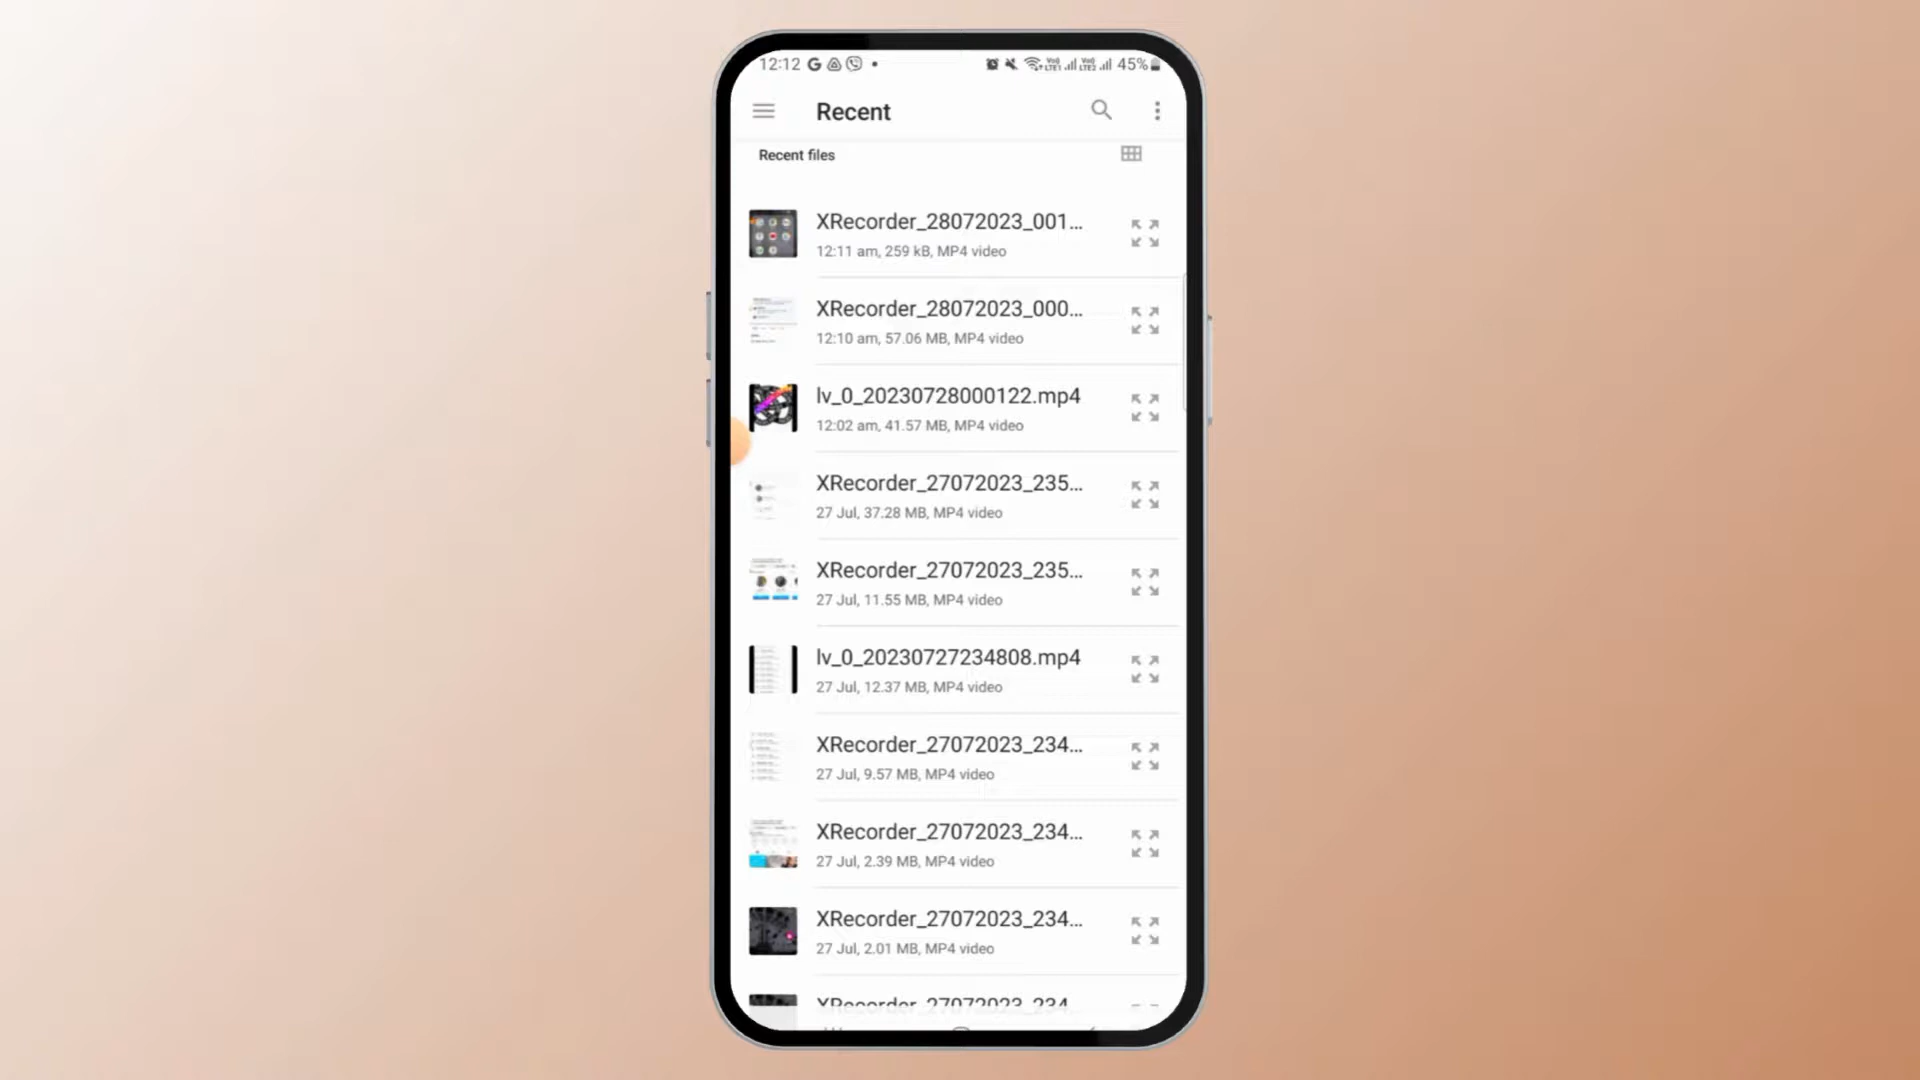 12:12 45%
Recent
Recent files
XRecorder_28072023_001...
12:11 am, 259 kB, MP4 video
XRecorder_28072023_000...
12:10 am, 57.06 MB, MP4 video
lv_0_20230728000122.mp4
12:02 am, 41.57 MB, MP4 video
XRecorder_27072023_235...
27 Jul, 37.28 MB, MP4 video
XRecorder_27072023_235...
27 Jul, 11.55 MB, MP4 video
lv_0_20230727234808.mp4
27 Jul, 12.37 MB, MP4 video
XRecorder_27072023_234...
27 Jul, 9.57 MB, MP4 video
XRecorder_27072023_234...
27 Jul, 2.39 MB, MP4 video
XRecorder_27072023_234...
27 Jul, 2.01 MB, MP4 video
XRecorder_27072023_234